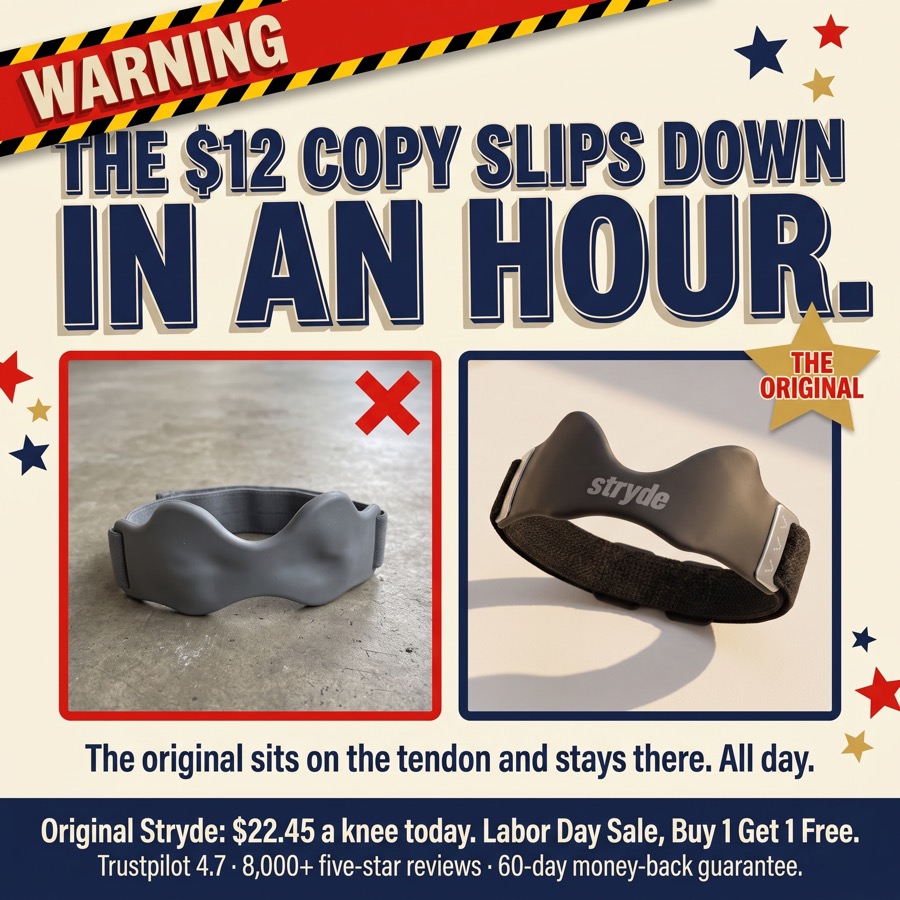 WARNING
THE $12 COPY SLIPS DOWN
IN AN HOUR.
THE
ORIGINAL
stryde
The original sits on the tendon and stays there. All day.
Original Stryde: $22.45 a knee today. Labor Day Sale, Buy 1 Get 1 Free.
Trustpilot 4.7 · 8,000+ five-star reviews · 60-day money-back guarantee.